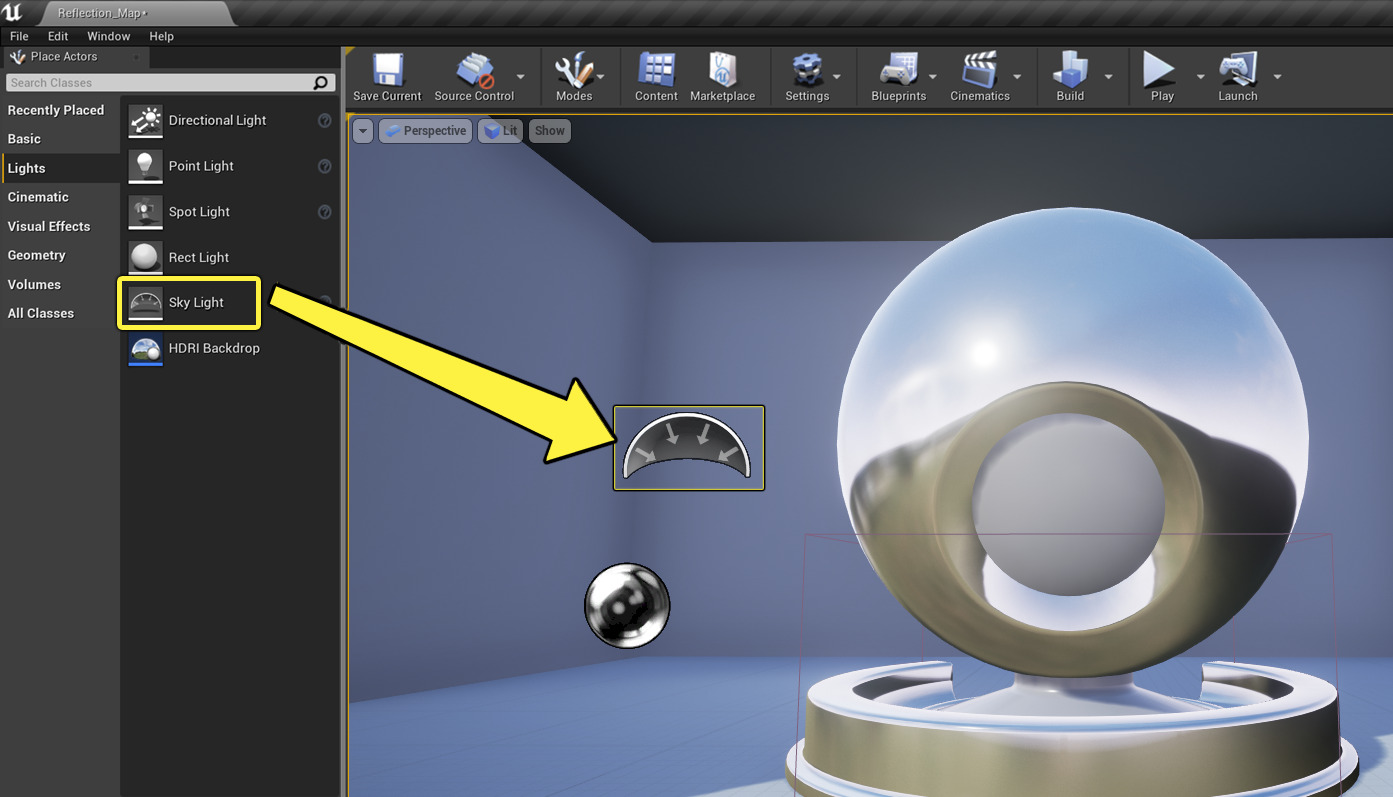 Reflection_Map•
File Edit Window Help
Place Actors
Search Classes
Recently Placed
Basic
Lights
Cinematic
Visual Effects
Geometry
Volumes
All Classes
Directional Light
Point Light
Spot Light
Rect Light
Sky Light
HDRI Backdrop
Save Current Source Control Modes Content Marketplace Settings Blueprints Cinematics Build Play Launch
Perspective Lit Show